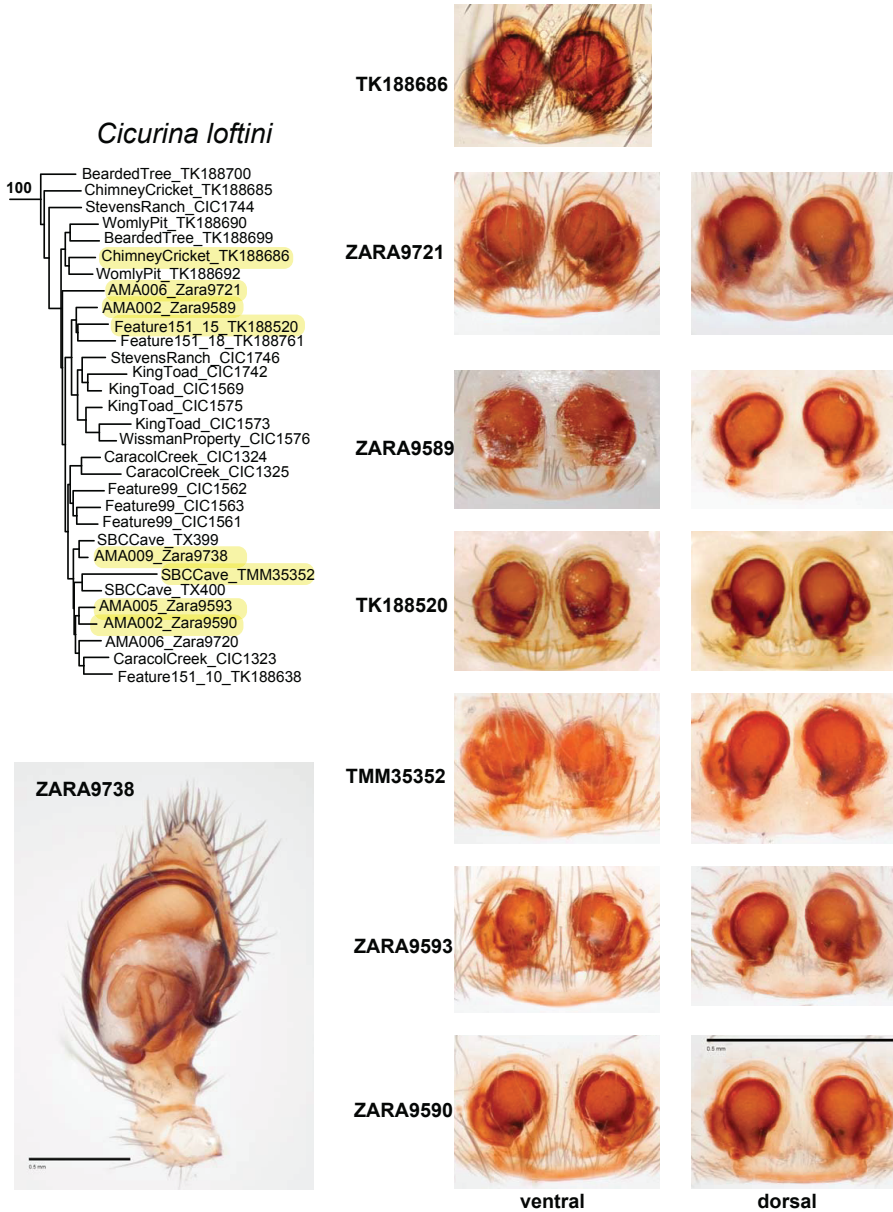 Cicurina loftini
100
BeardedTree_TK188700
ChimneyCricket_TK188685
StevensRanch_CIC1744
WomlyPit_TK188690
BeardedTree_TK188699
ChimneyCricket_TK188686
WomlyPit_TK188692
AMA006_Zara9721
AMA002_Zara9589
Feature151_15_TK188520
Feature151_18_TK188761
StevensRanch_CIC1746
KingToad_CIC1742
KingToad_CIC1569
KingToad_CIC1575
KingToad_CIC1573
WissmanProperty_CIC1576
CaracolCreek_CIC1324
CaracolCreek_CIC1325
Feature99_CIC1562
Feature99_CIC1563
Feature99_CIC1561
SBCCave_TX399
AMA009_Zara9738
SBCCave_TMM35352
SBCCave_TX400
AMA005_Zara9593
AMA002_Zara9590
AMA006_Zara9720
CaracolCreek_CIC1323
Feature151_10_TK188638
ZARA9738
0.5 mm
TK188686
ZARA9721
ZARA9589
TK188520
TMM35352
ZARA9593
0.5 mm
ZARA9590
ventral
dorsal